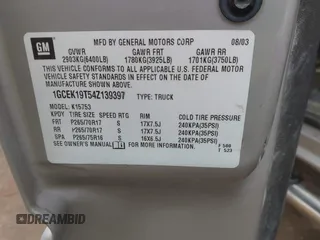 GM
MFD BY GENERAL MOTORS CORP 08/03
GVWR GAWR FRT GAWR RR
2903KG(6400LB) 1780KG(3925LB) 1701KG(3750LB)
THIS VEHICLE CONFORMS TO ALL APPLICABLE U.S. FEDERAL MOTOR
VEHICLE SAFETY AND THEFT PREVENTION STANDARDS IN EFFECT ON THE DATE OF
MANUFACTURE SHOWN ABOVE.
1GCEK19T54Z139397 TYPE: TRUCK
MODEL: K15753
TIRE SIZE SPEED RTG RIM COLD TIRE PRESSURE
FRT P265/70R17 S 17X7.5J 240KPA(35PSI)
RR P265/70R17 S 17X7.5J 240KPA(35PSI)
SPA P265/75R16 S 16X6.5J 240KPA(35PSI)
SEE OWNER'S MANUAL FOR MORE INFORMATION.
DREAMBID